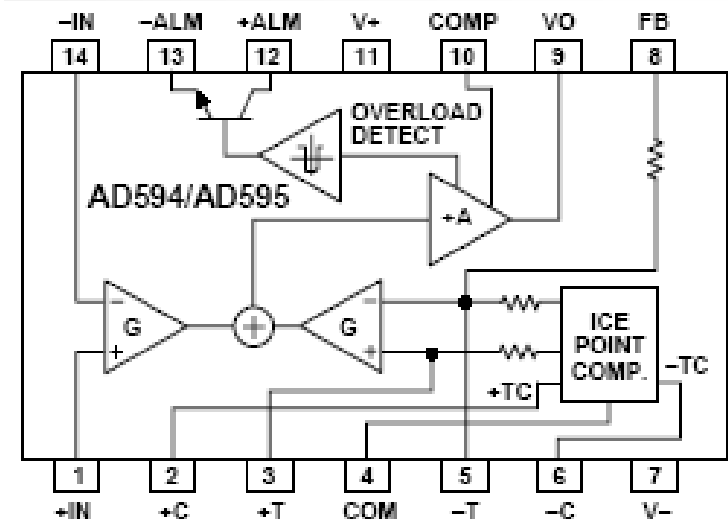 –IN –ALM +ALM V+ COMP VO FB
14 13 12 11 10 9 8
OVERLOAD
DETECT
AD594/AD595
+A
– –
G + G
+ +
ICE
POINT
COMP.
–TC
+TC
1 2 3 4 5 6 7
+IN +C +T COM –T –C V–